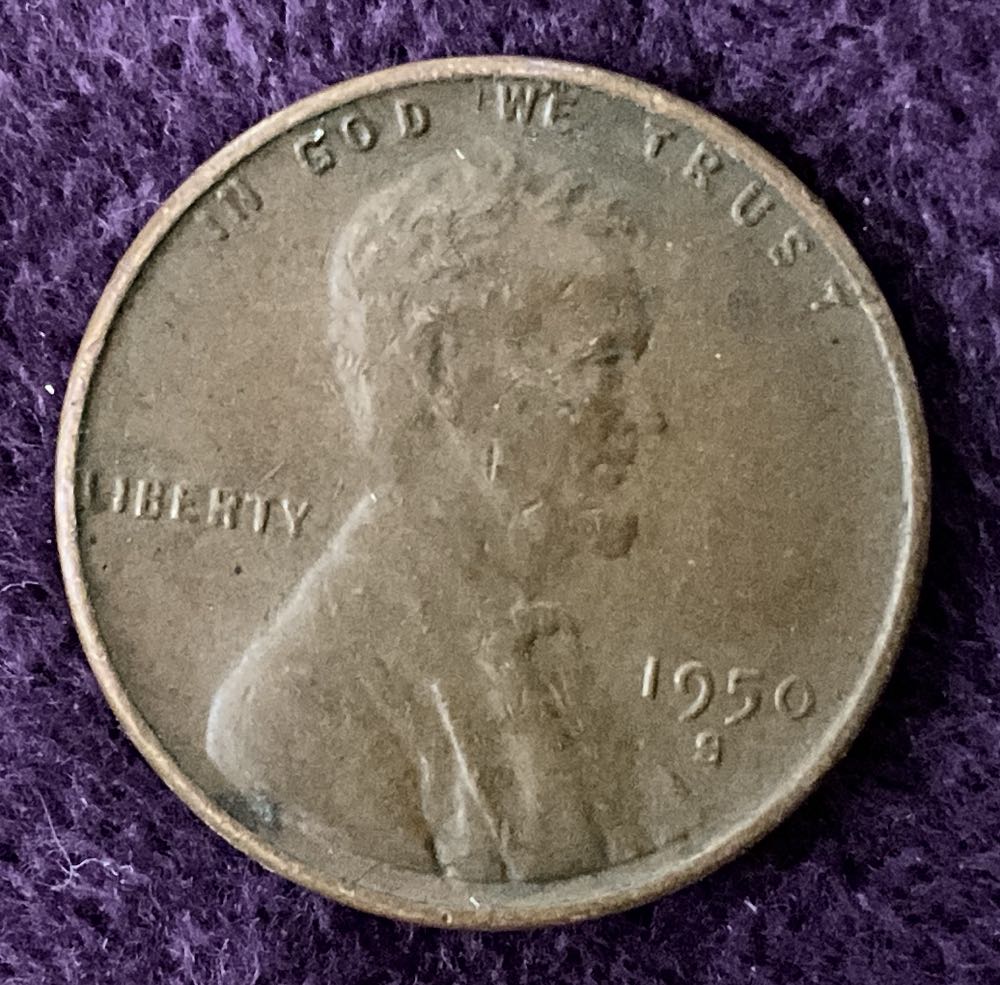 IN GOD WE TRUST
LIBERTY
1950
S